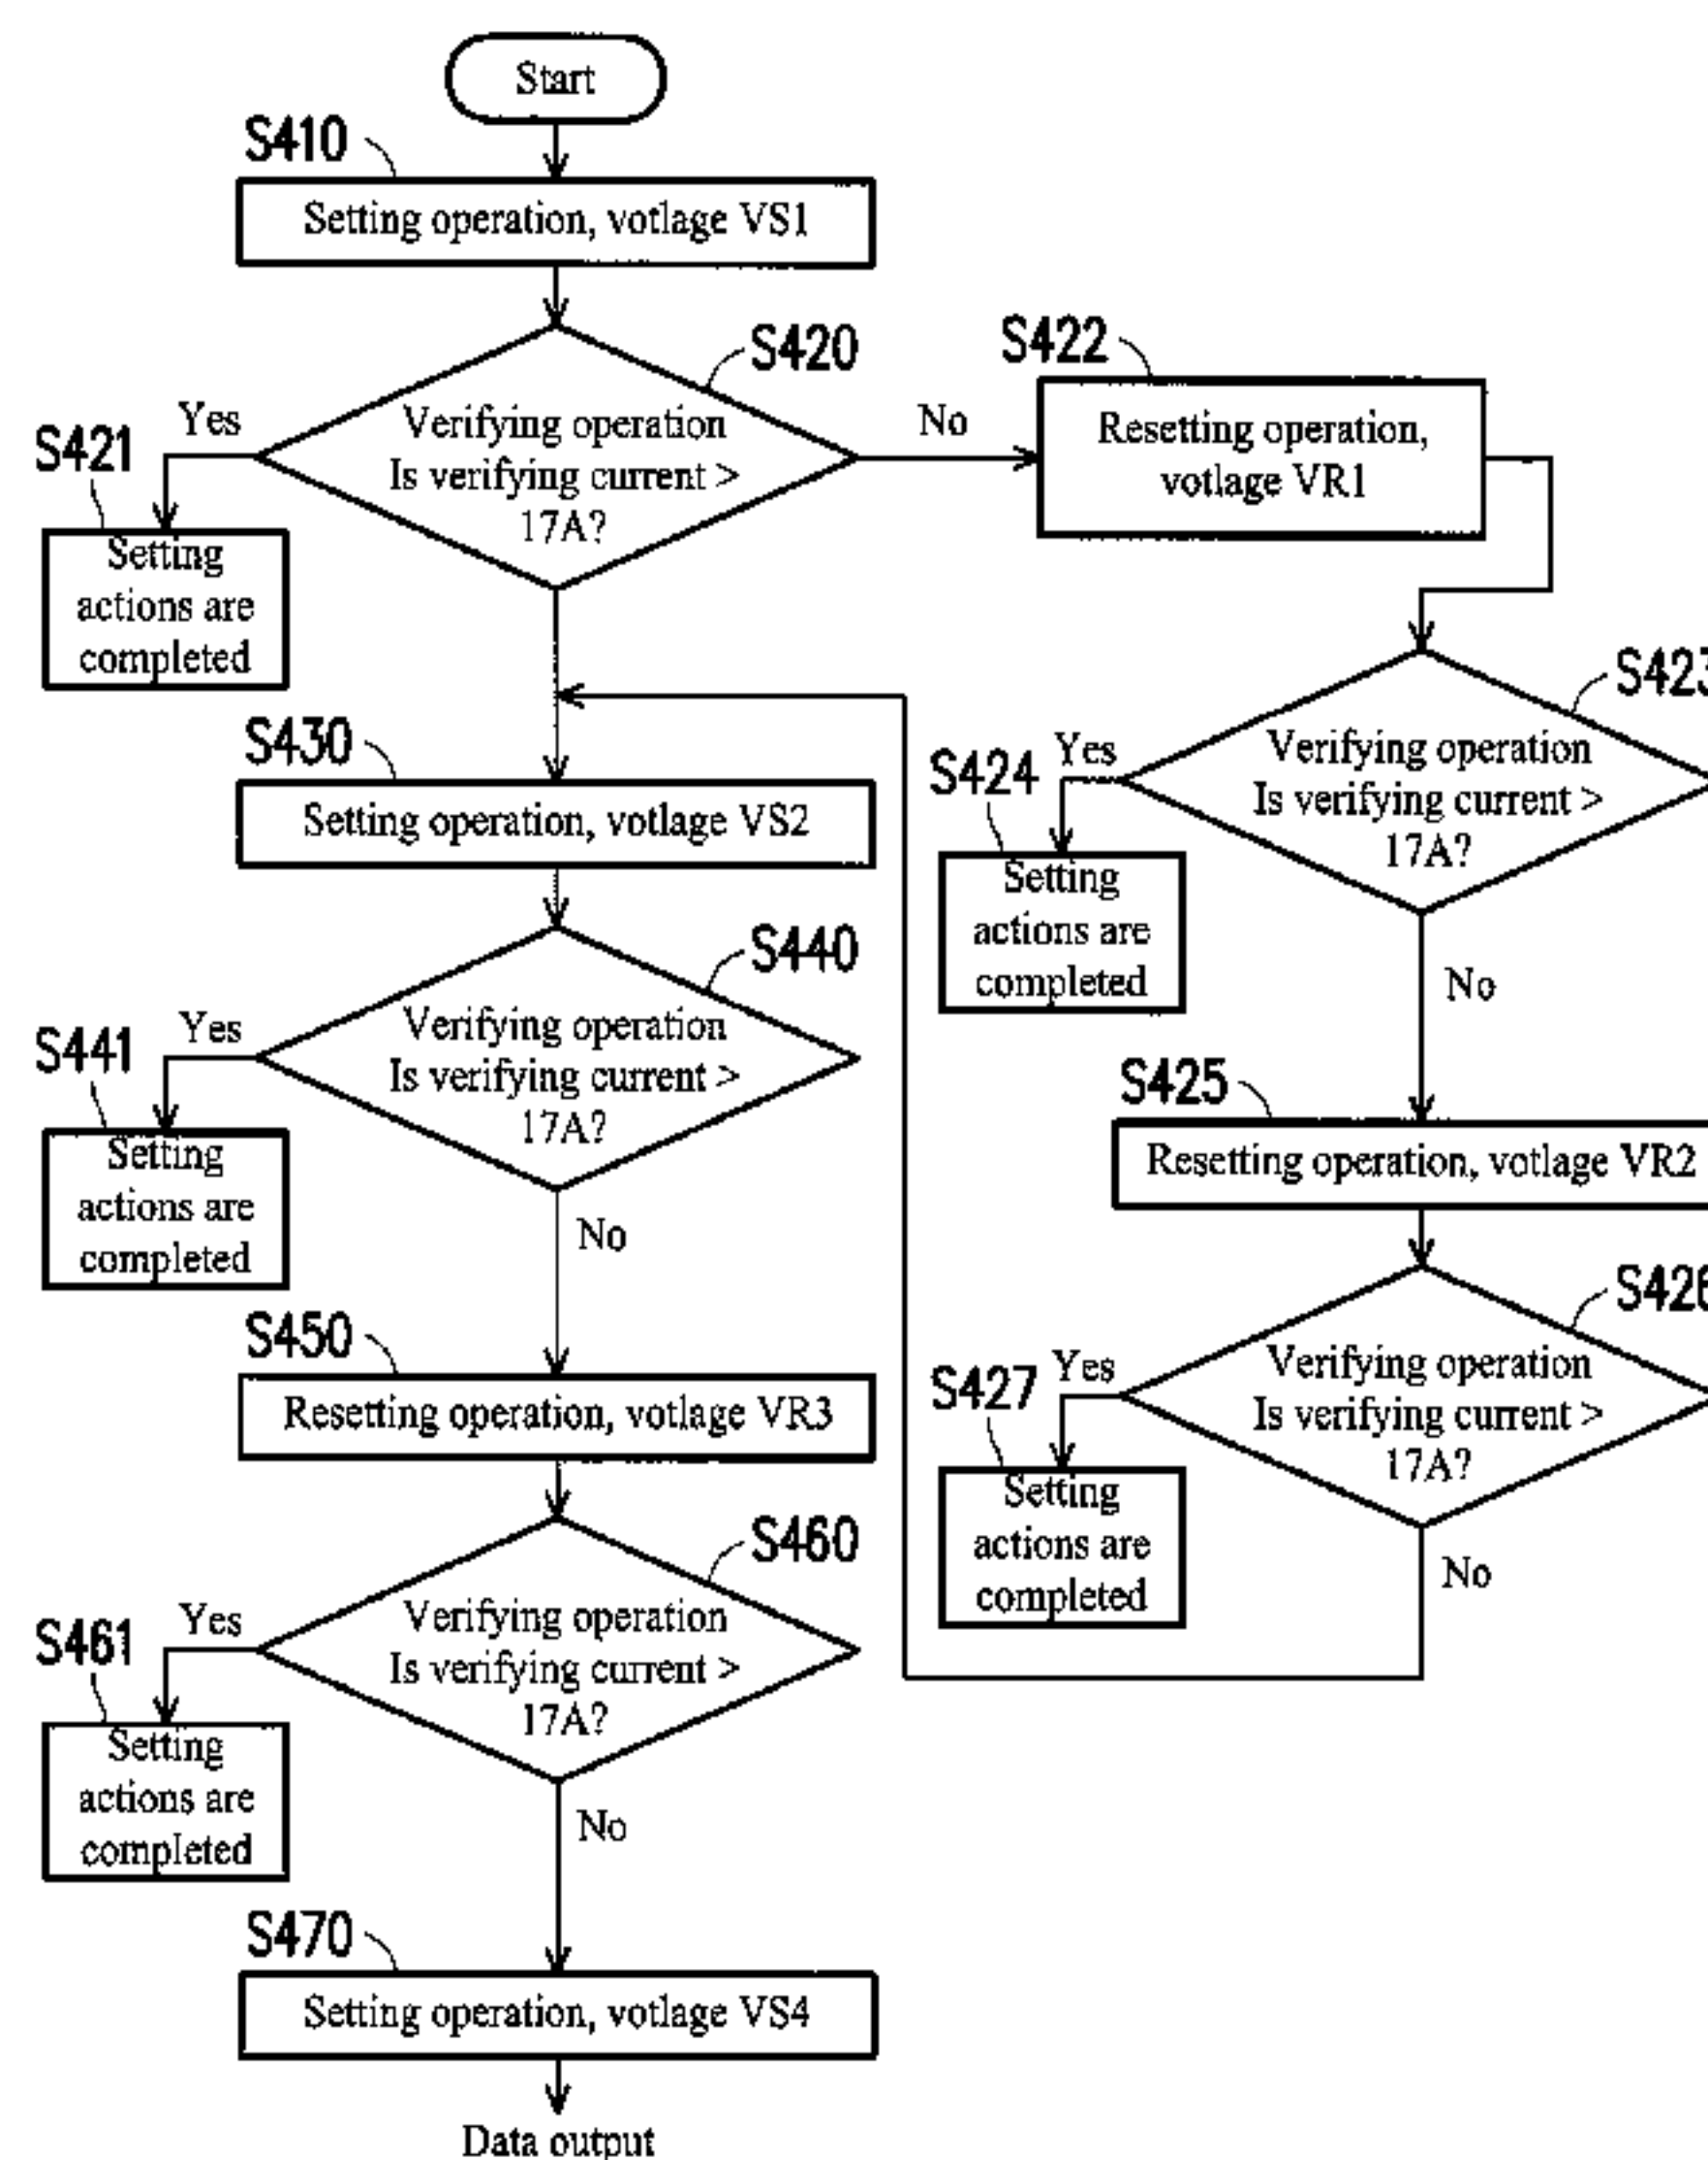 Start
S410
Setting operation, votlage VS1
S420
Verifying operation
Is verifying current >
17A?
Yes
S421
Setting
actions are
completed
No
S422
Resetting operation,
votlage VR1
S423
Verifying operation
Is verifying current >
17A?
Yes
S424
Setting
actions are
completed
No
S425
Resetting operation, votlage VR2
S426
Verifying operation
Is verifying current >
17A?
Yes
S427
Setting
actions are
completed
No
S430
Setting operation, votlage VS2
S440
Verifying operation
Is verifying current >
17A?
Yes
S441
Setting
actions are
completed
No
S450
Resetting operation, votlage VR3
S460
Verifying operation
Is verifying current >
17A?
Yes
S461
Setting
actions are
completed
No
S470
Setting operation, votlage VS4
Data output